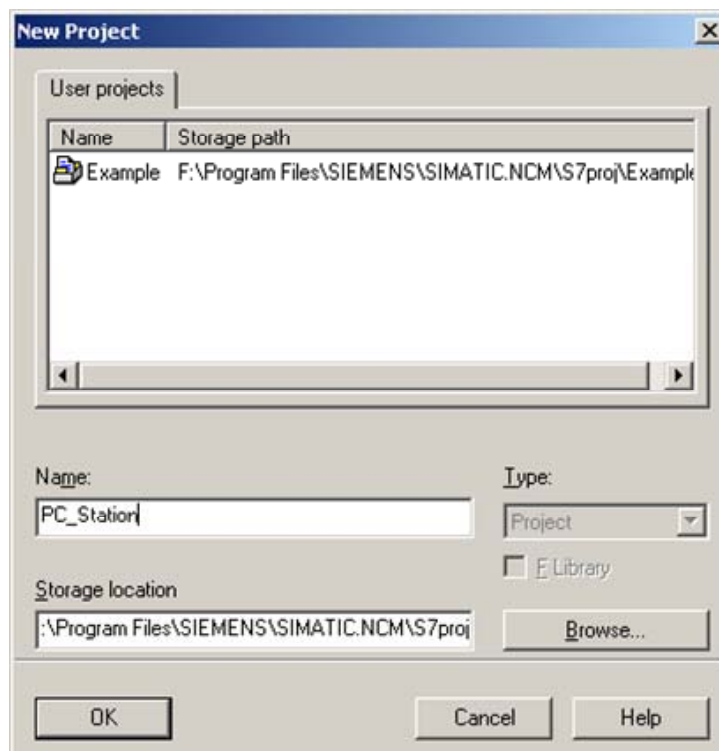 New Project
User projects
Name Storage path
Example F:\Program Files\SIEMENS\SIMATIC.NCM\S7proj\Example
Name: Type:
PC_Station Project
F Library
Storage location
:\Program Files\SIEMENS\SIMATIC.NCM\S7proj Browse...
OK Cancel Help